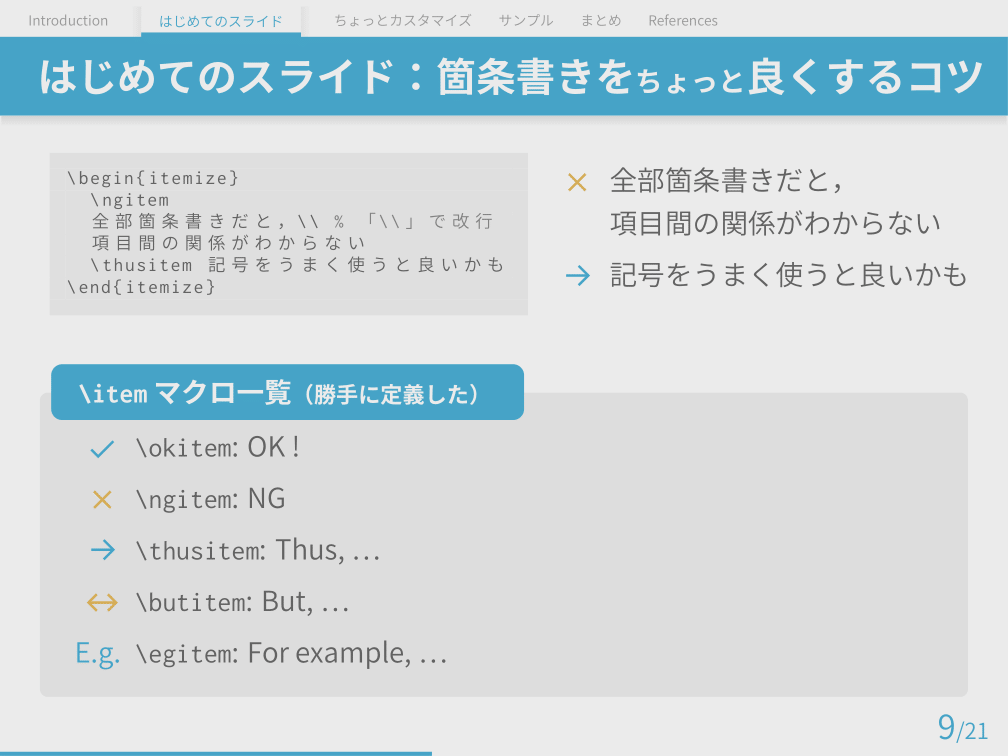 Introduction はじめてのスライド ちょっとカスタマイズ サンプル まとめ References
はじめてのスライド：箇条書きをちょっと良くするコツ
\begin{itemize}
\ngitem
全部箇条書きだと，\\ % 「\\」で改行
項目間の関係がわからない
\thusitem 記号をうまく使うと良いかも
\end{itemize}
× 全部箇条書きだと，
項目間の関係がわからない
→ 記号をうまく使うと良いかも
\item マクロ一覧（勝手に定義した）
✓ \okitem: OK !
× \ngitem: NG
→ \thusitem: Thus, …
↔ \butitem: But, …
E.g. \egitem: For example, …
9/21